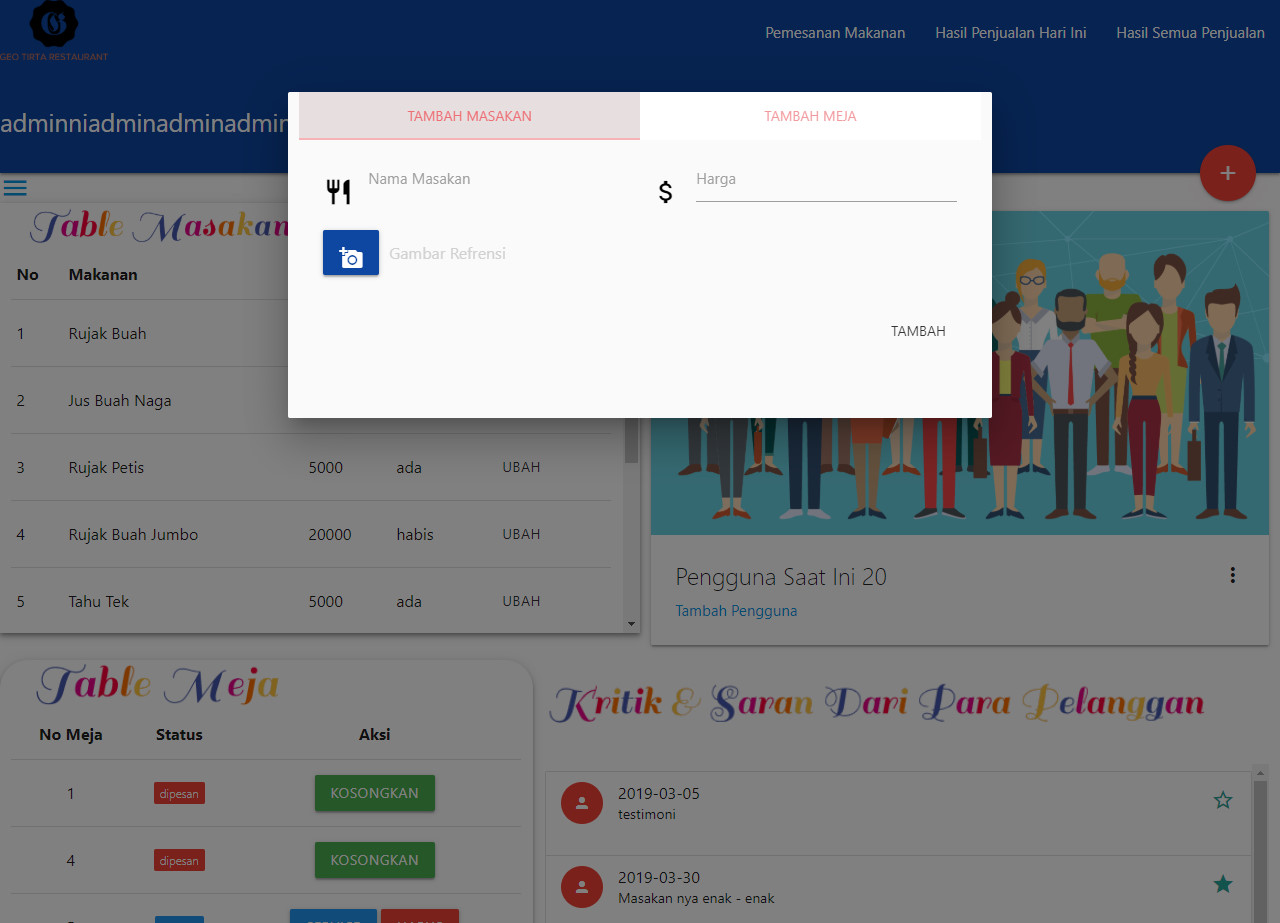 GEO TIRTA RESTAURANT
Pemesanan Makanan
Hasil Penjualan Hari Ini
Hasil Semua Penjualan
adminniadminadminadmin
TAMBAH MASAKAN
TAMBAH MEJA
Nama Masakan
Harga
Gambar Refrensi
TAMBAH
+
Table Masakan
No Makanan
1 Rujak Buah
2 Jus Buah Naga
3 Rujak Petis 5000 ada UBAH
4 Rujak Buah Jumbo 20000 habis UBAH
5 Tahu Tek 5000 ada UBAH
Pengguna Saat Ini 20
Tambah Pengguna
Table Meja
No Meja Status Aksi
1 dipesan KOSONGKAN
4 dipesan KOSONGKAN
Kritik & Saran Dari Para Pelanggan
2019-03-05
testimoni
2019-03-30
Masakan nya enak - enak